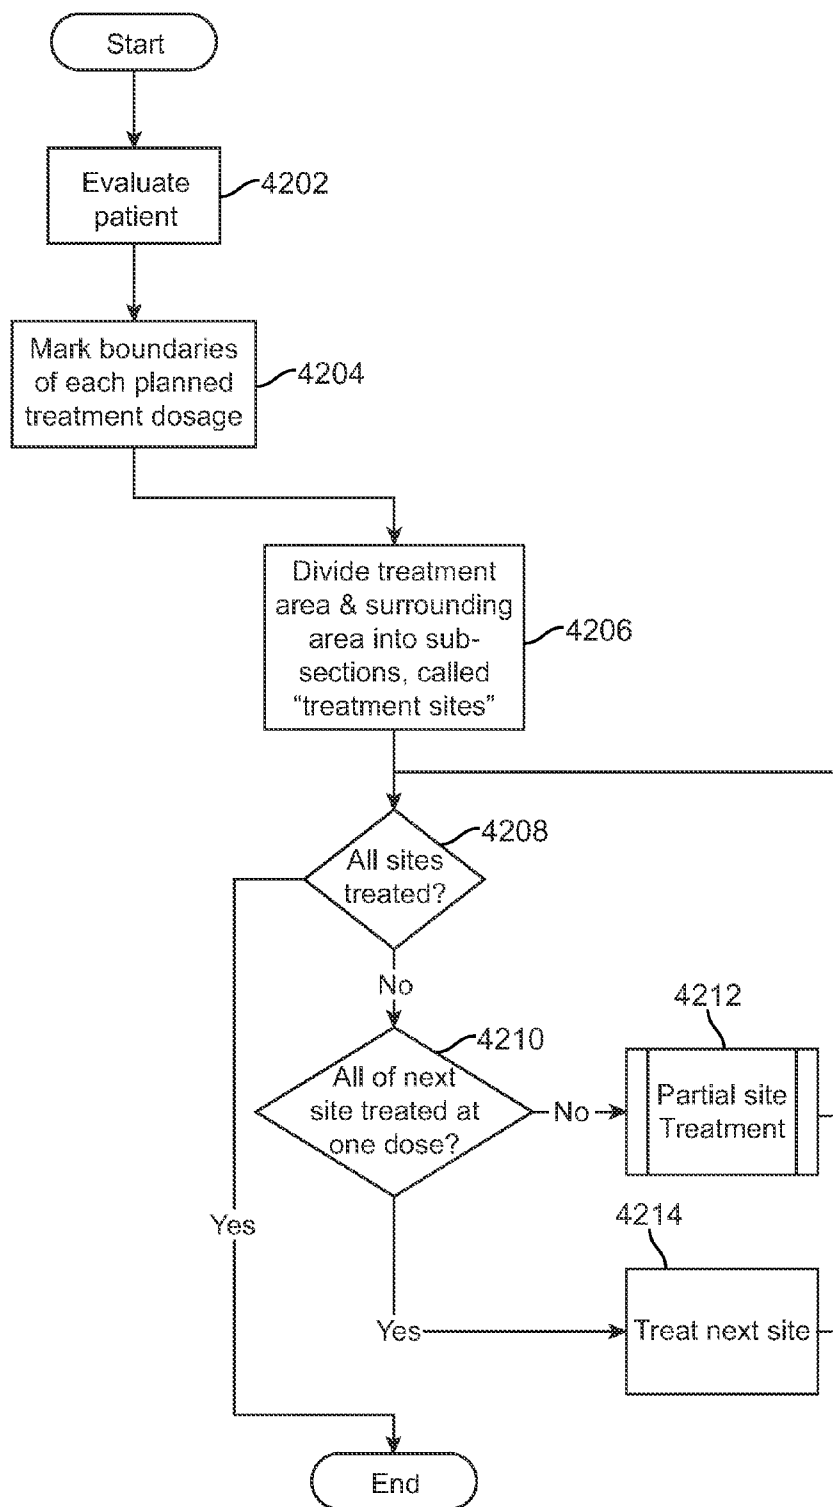 Start
Evaluate
patient
4202
Mark boundaries
of each planned
treatment dosage
4204
Divide treatment
area & surrounding
area into sub-
sections, called
“treatment sites”
4206
All sites
treated?
4208
No
All of next
site treated at
one dose?
4210
No
Partial site
Treatment
4212
Yes
Yes
Treat next site
4214
End